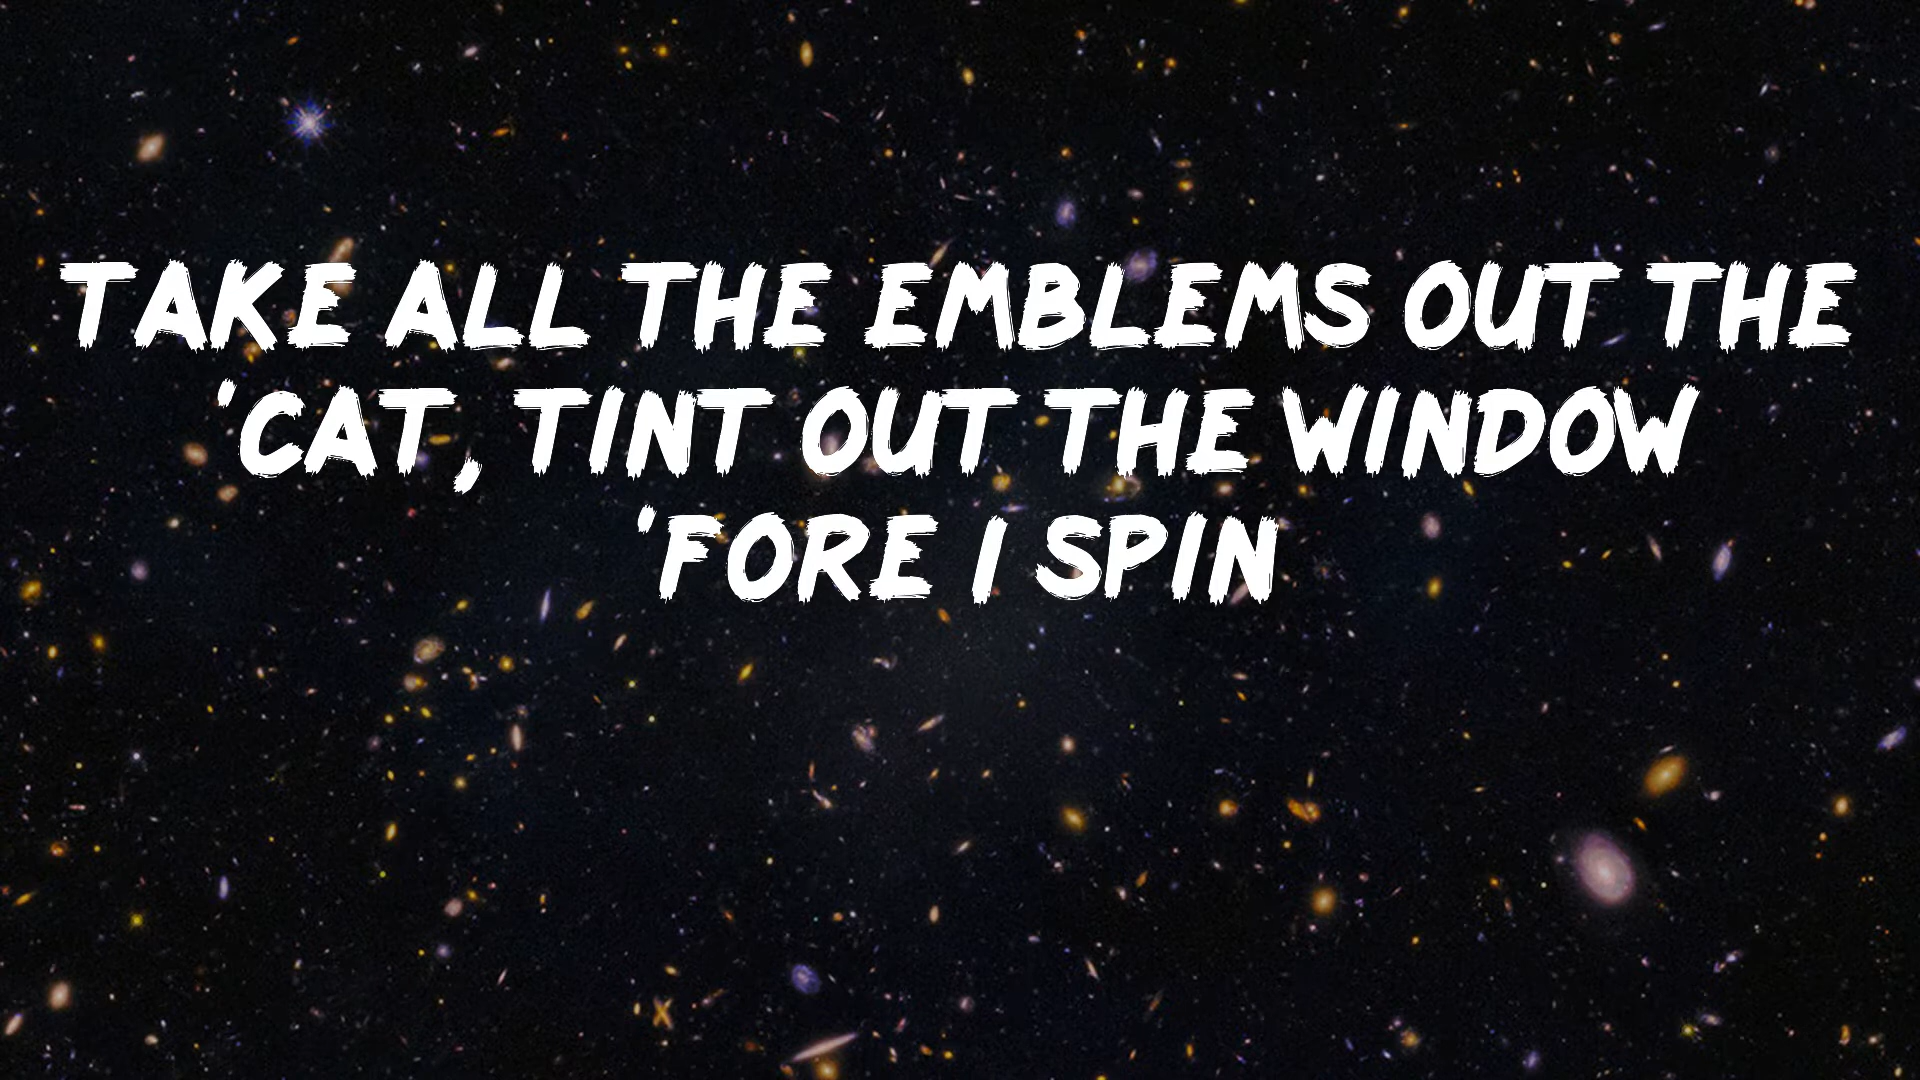 TAKE ALL THE EMBLEMS OUT THE
'CAT, TINT OUT THE WINDOW
'FORE I SPIN